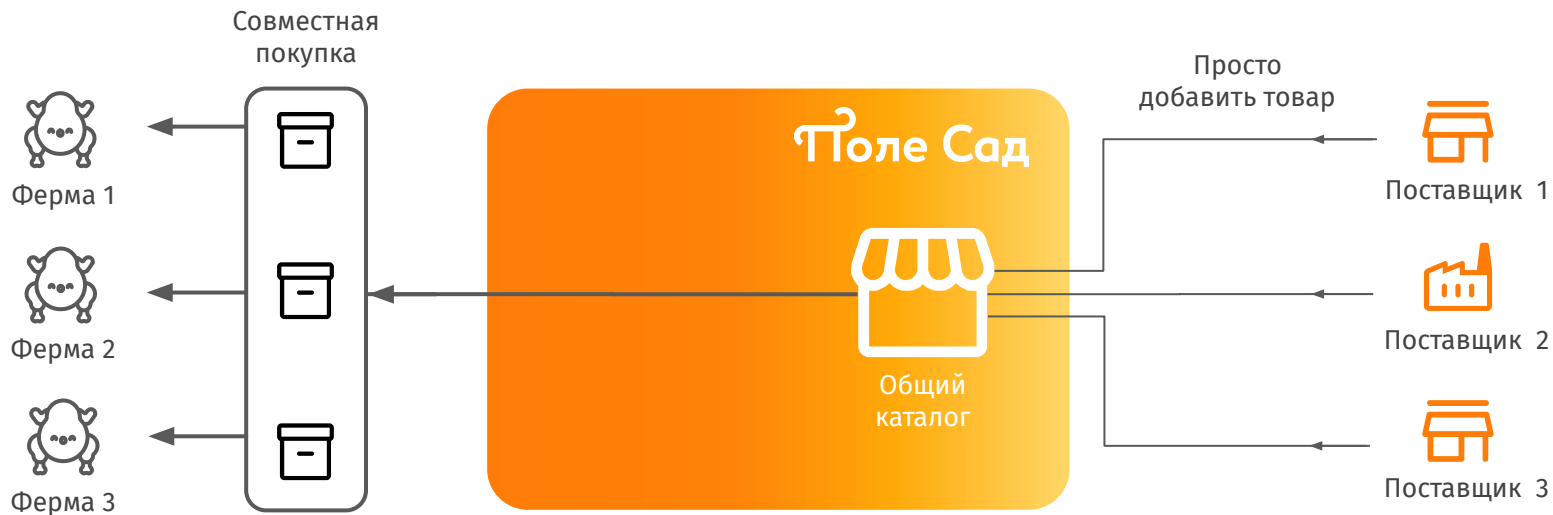 Совместная
покупка
Ферма 1
Ферма 2
Ферма 3
Поле Сад
Общий
каталог
Просто
добавить товар
Поставщик 1
Поставщик 2
Поставщик 3